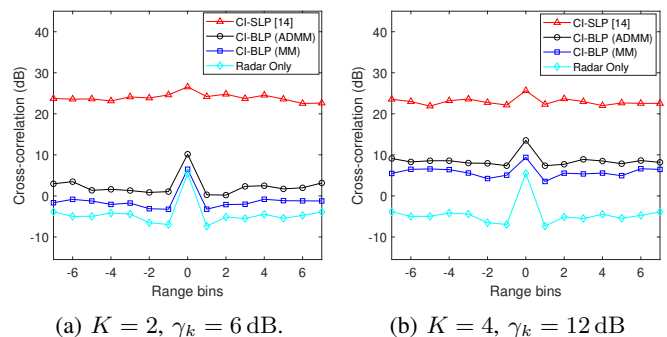 CI-SLP [14]
CI-BLP (ADMM)
CI-BLP (MM)
Radar Only
40
30
20
10
0
-10
Cross-correlation (dB)
-6 -4 -2 0 2 4 6
Range bins
(a) K = 2, γk = 6 dB.
CI-SLP [14]
CI-BLP (ADMM)
CI-BLP (MM)
Radar Only
40
30
20
10
0
-10
Cross-correlation (dB)
-6 -4 -2 0 2 4 6
Range bins
(b) K = 4, γk = 12 dB